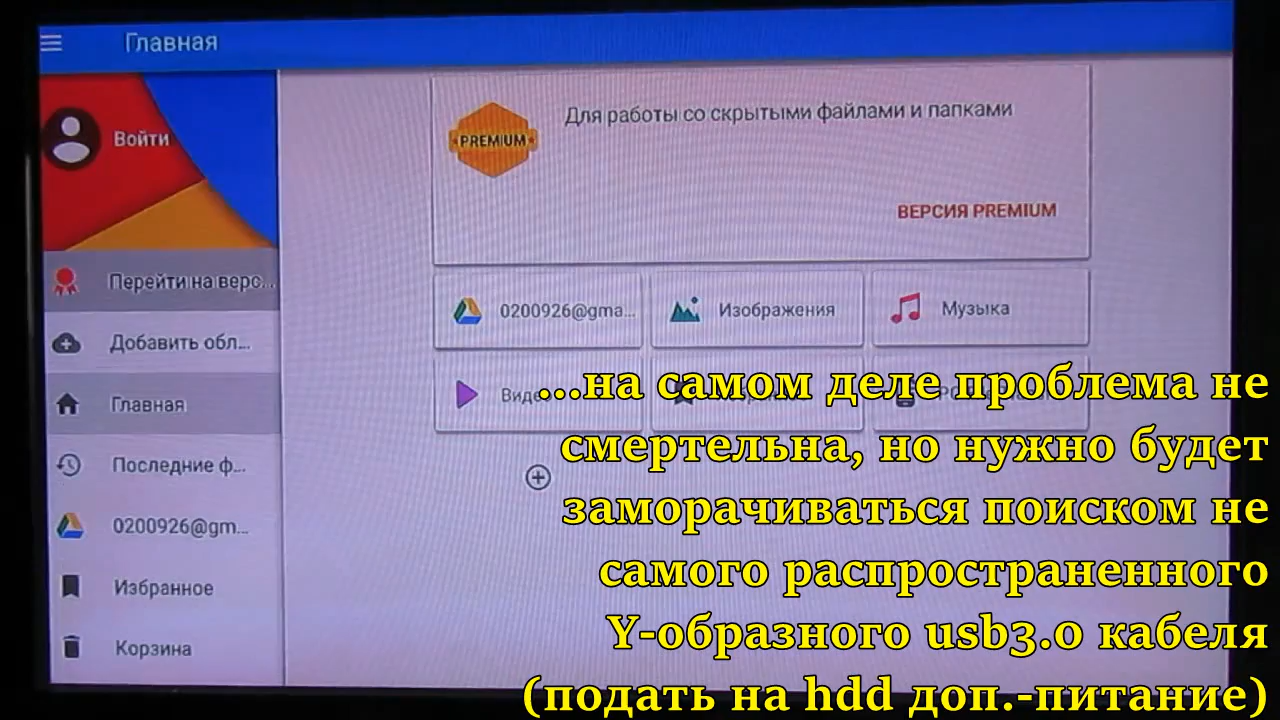 Главная
Войти
Перейти на верс...
Добавить обл...
Главная
Последние ф...
0200926@gm...
Избранное
Корзина
PREMIUM
Для работы со скрытыми файлами и папками
ВЕРСИЯ PREMIUM
0200926@gma...
Изображения
Музыка
Видео
...на самом деле проблема не
смертельна, но нужно будет
заморачиваться поиском не
самого распространенного
Y-образного usb3.0 кабеля
(подать на hdd доп.-питание)